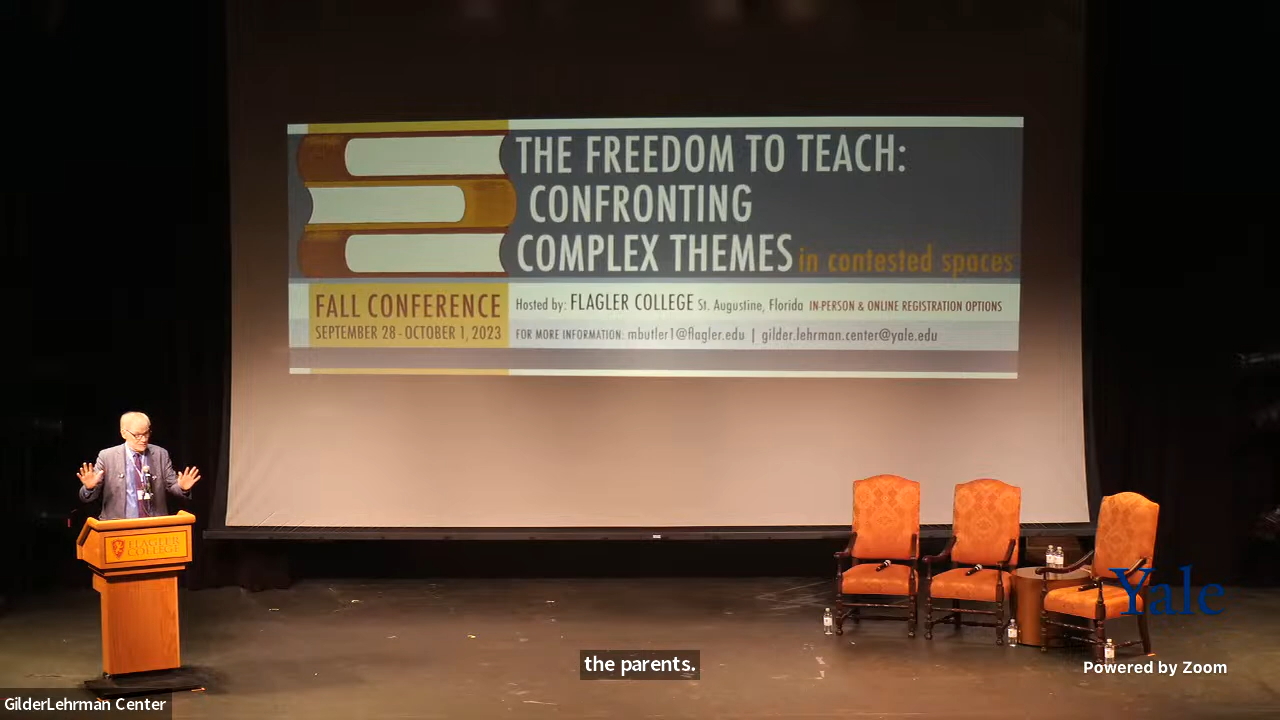 THE FREEDOM TO TEACH:
CONFRONTING
COMPLEX THEMES in contested spaces
FALL CONFERENCE
SEPTEMBER 28 - OCTOBER 1, 2023
Hosted by: FLAGLER COLLEGE St. Augustine, Florida IN-PERSON & ONLINE REGISTRATION OPTIONS
FOR MORE INFORMATION: mbutler1@flagler.edu | gilder.lehrman.center@yale.edu
FLAGLER
COLLEGE
Yale
the parents.
Powered by Zoom
GilderLehrman Center